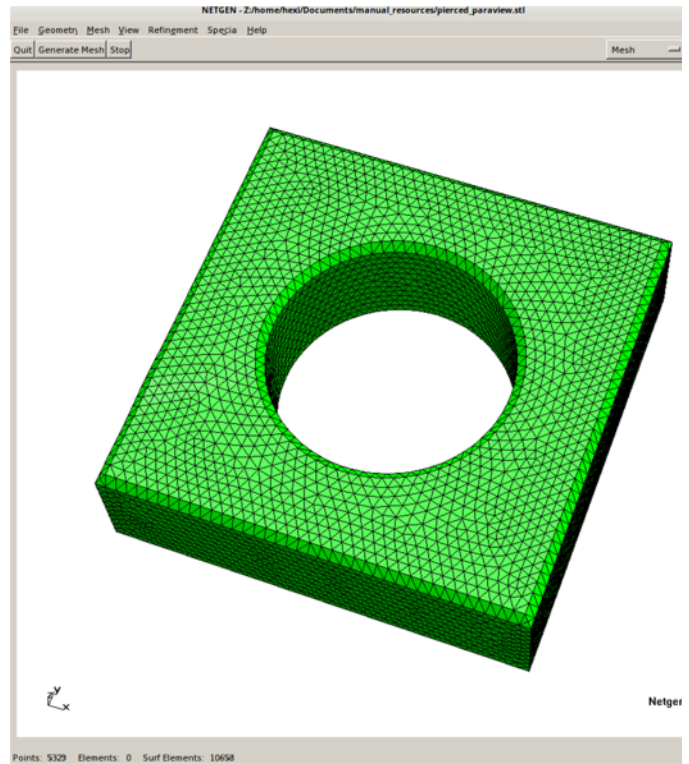 NETGEN - Z:/home/hexi/Documents/manual_resources/pierced_paraview.stl
File Geometry Mesh View Refinement Special Help
Quit Generate Mesh Stop Mesh
y
z x
Netgen
Points: 5329 Elements: 0 Surf Elements: 10658